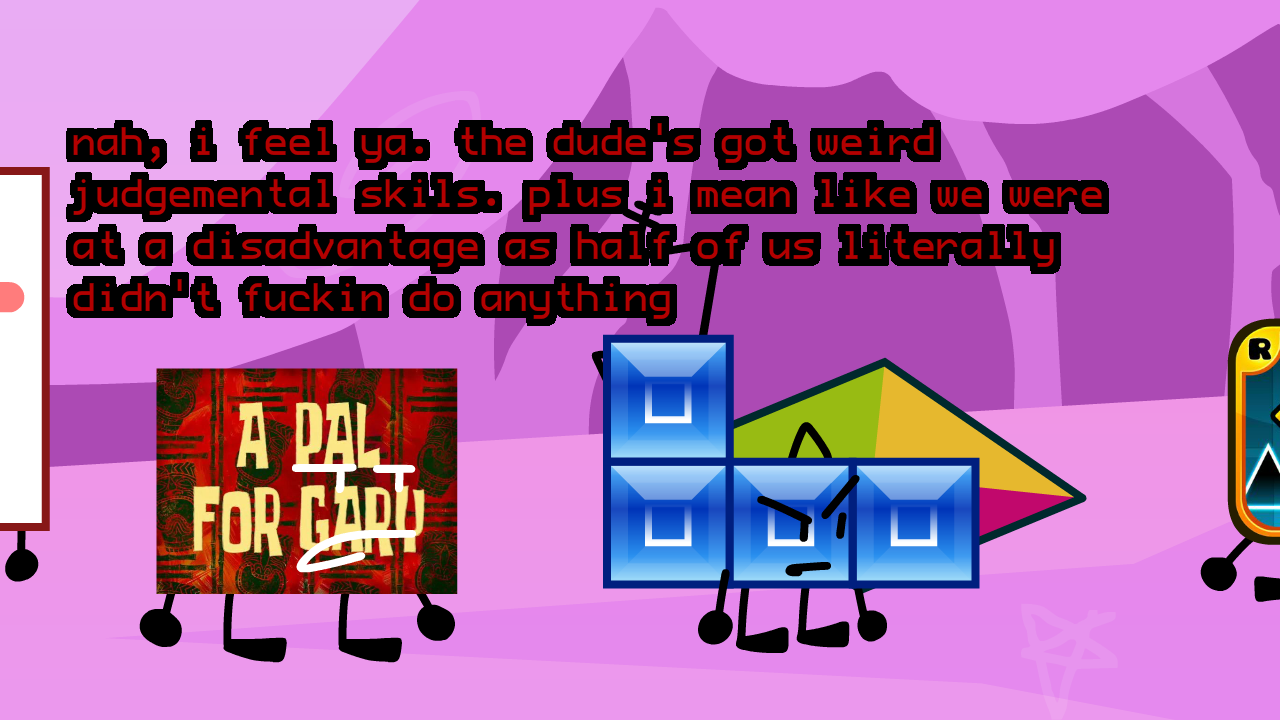 nah, i feel ya. the dude's got weird
judgemental skils. plus i mean like we were
at a disadvantage as half of us literally
didn't fuckin do anything
A PAL
FOR GARY
R